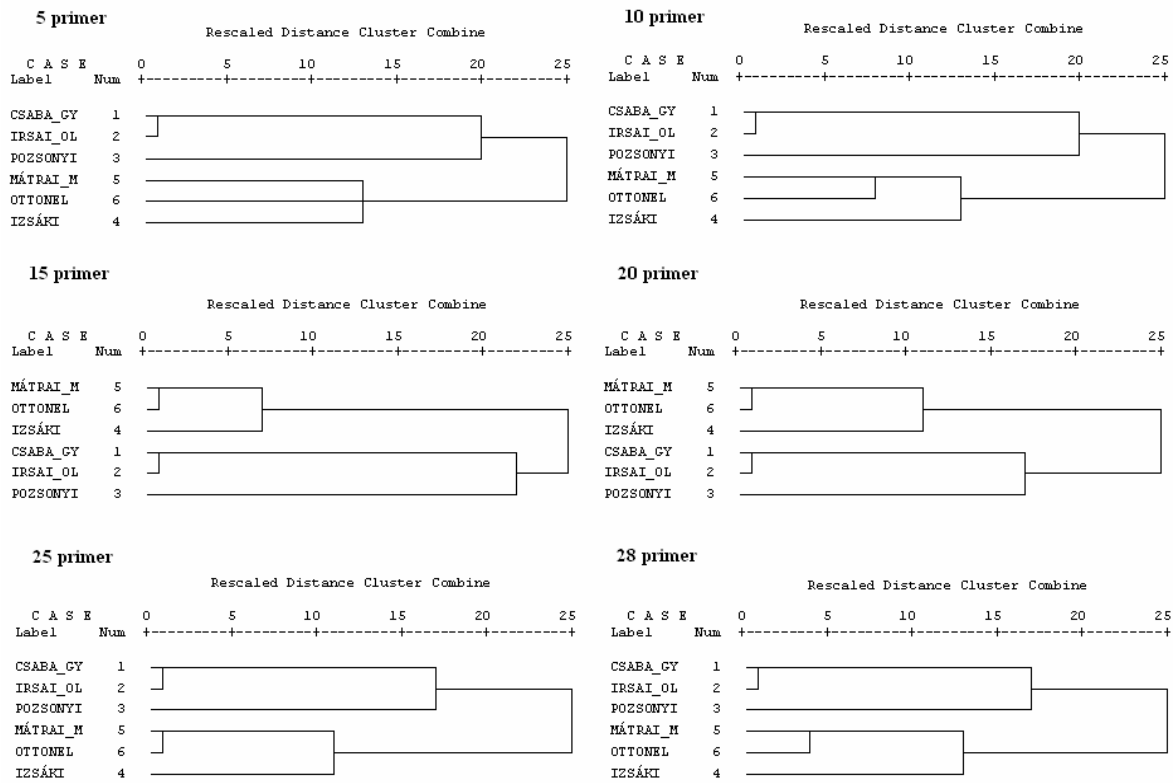 5 primer
Rescaled Distance Cluster Combine
C A S E 0 5 10 15 20 25
Label Num
CSABA_GY 1
IRSAI_OL 2
POZSONYI 3
MÁTRAI_M 5
OTTONEL 6
IZSÁKI 4
10 primer
Rescaled Distance Cluster Combine
C A S E 0 5 10 15 20 25
Label Num
CSABA_GY 1
IRSAI_OL 2
POZSONYI 3
MÁTRAI_M 5
OTTONEL 6
IZSÁKI 4
15 primer
Rescaled Distance Cluster Combine
C A S E 0 5 10 15 20 25
Label Num
MÁTRAI_M 5
OTTONEL 6
IZSÁKI 4
CSABA_GY 1
IRSAI_OL 2
POZSONYI 3
20 primer
Rescaled Distance Cluster Combine
C A S E 0 5 10 15 20 25
Label Num
MÁTRAI_M 5
OTTONEL 6
IZSÁKI 4
CSABA_GY 1
IRSAI_OL 2
POZSONYI 3
25 primer
Rescaled Distance Cluster Combine
C A S E 0 5 10 15 20 25
Label Num
CSABA_GY 1
IRSAI_OL 2
POZSONYI 3
MÁTRAI_M 5
OTTONEL 6
IZSÁKI 4
28 primer
Rescaled Distance Cluster Combine
C A S E 0 5 10 15 20 25
Label Num
CSABA_GY 1
IRSAI_OL 2
POZSONYI 3
MÁTRAI_M 5
OTTONEL 6
IZSÁKI 4